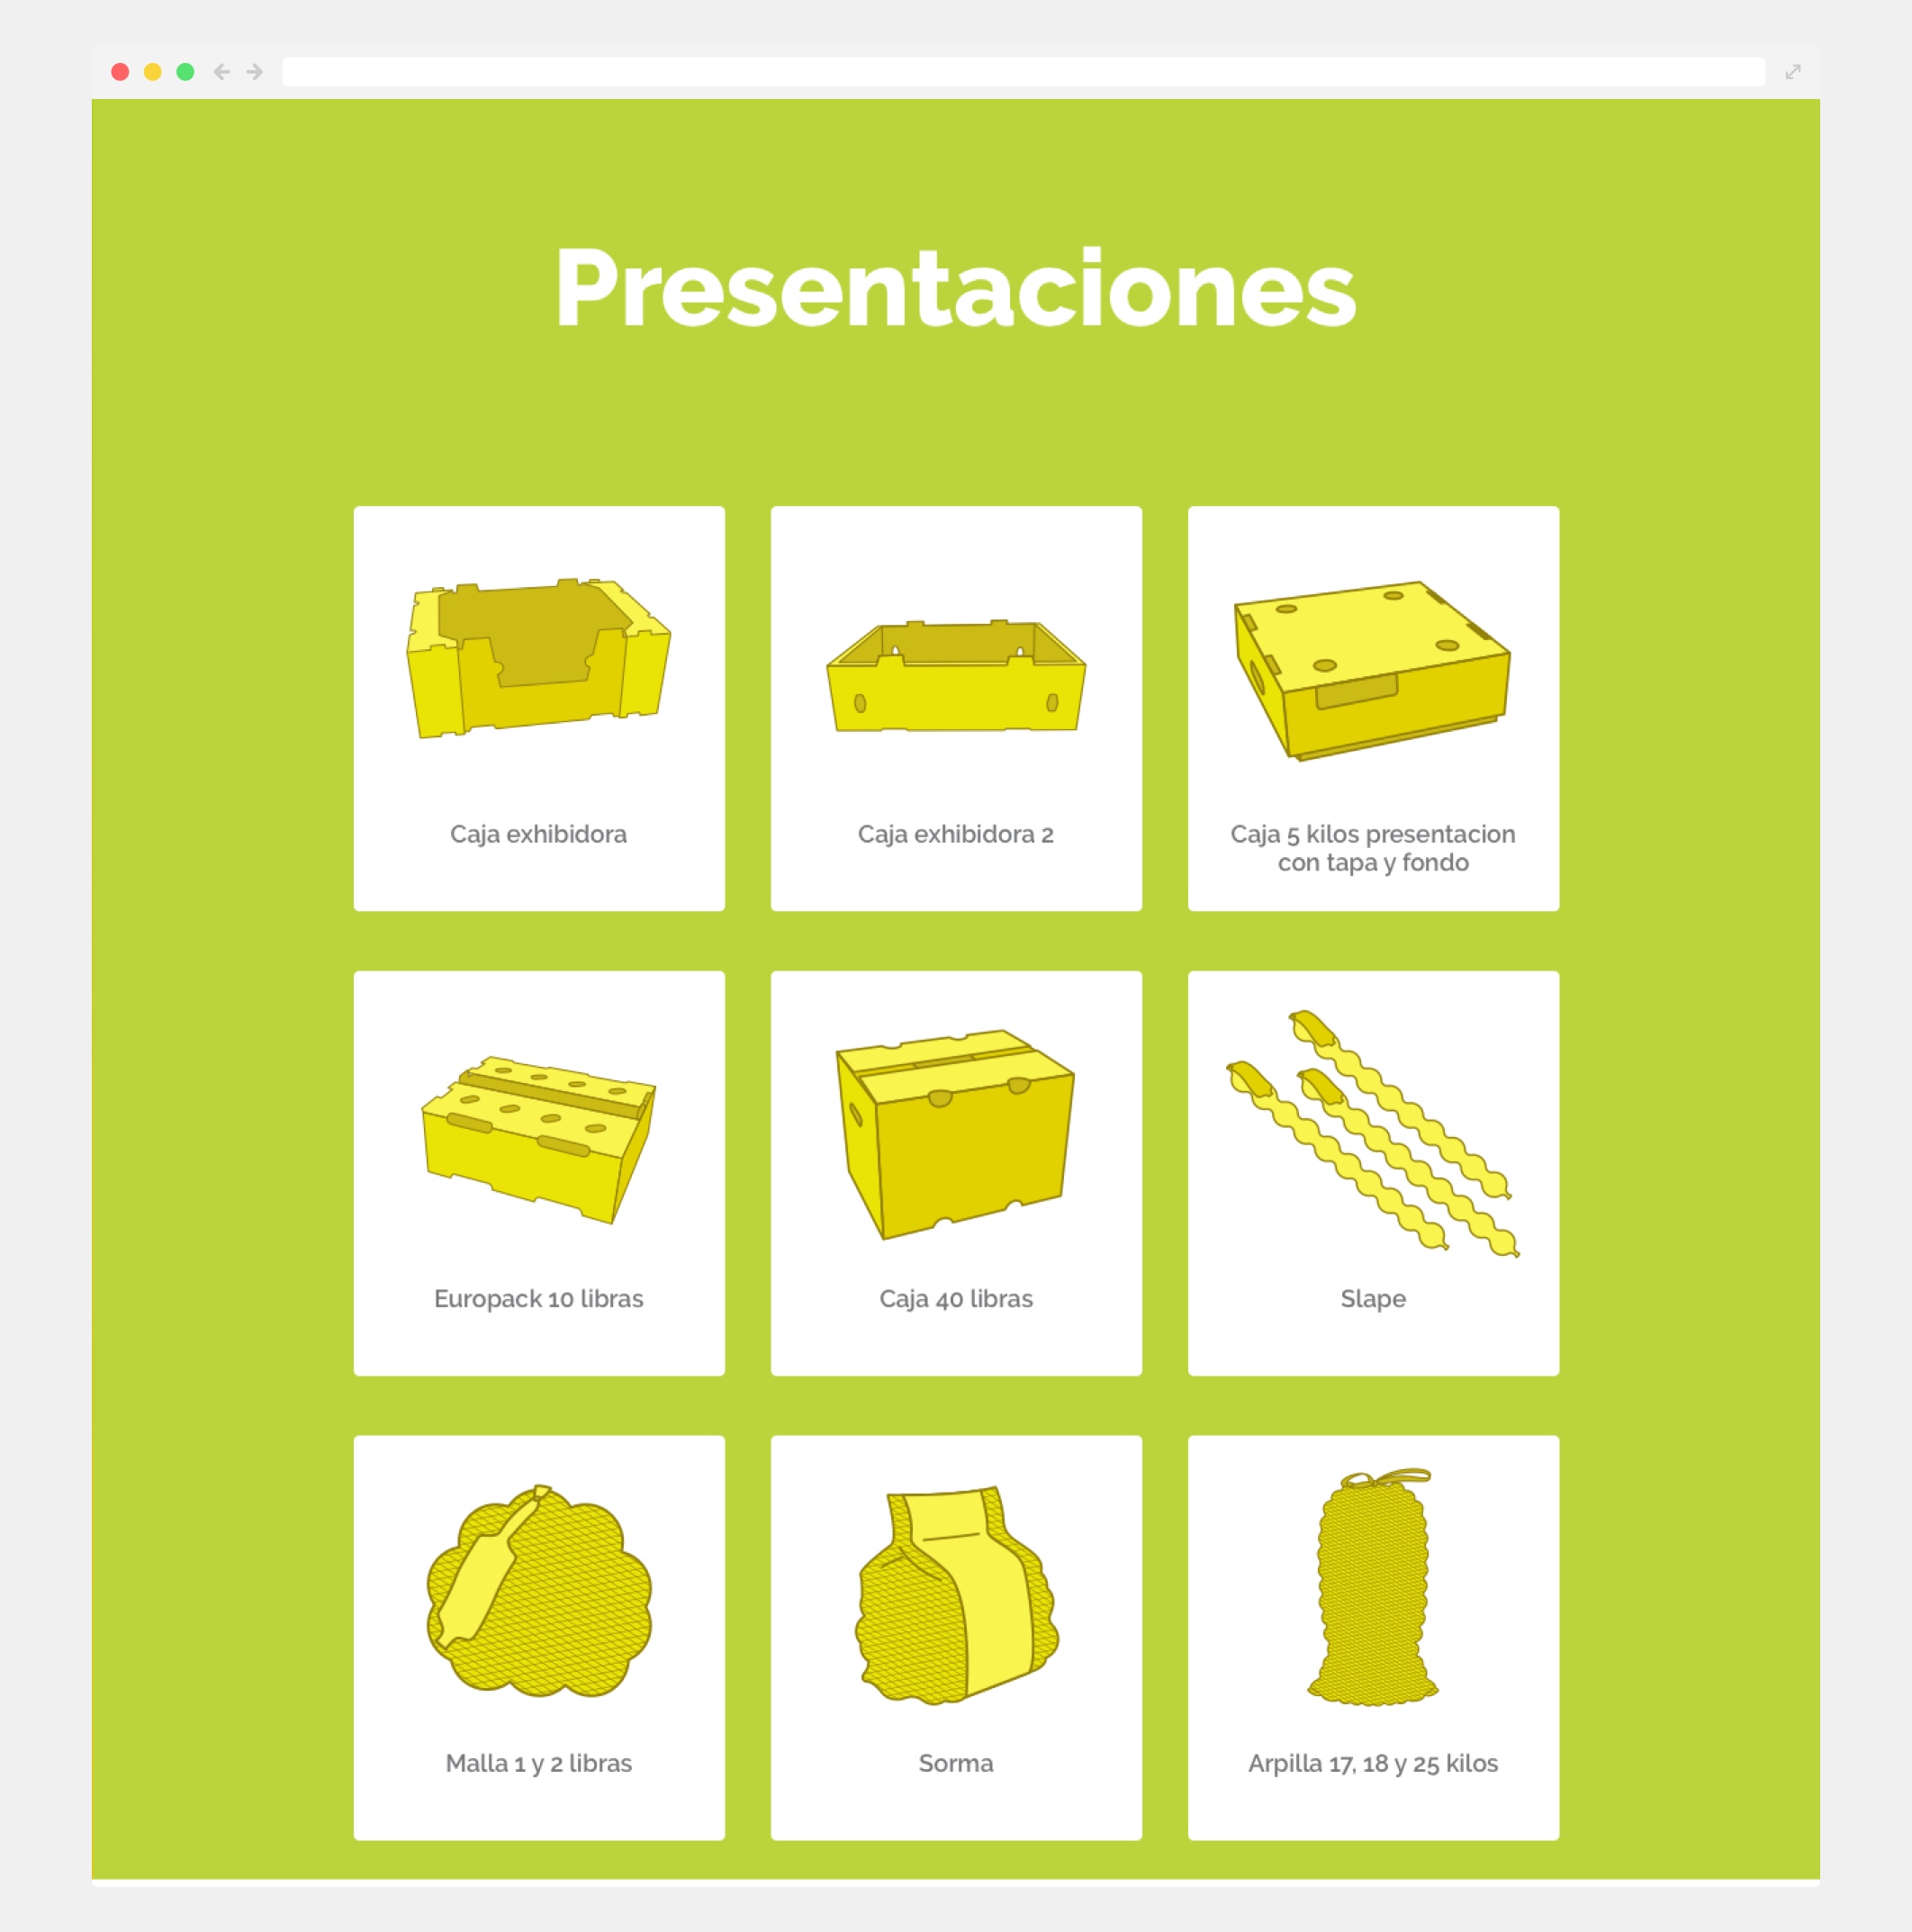 Presentaciones
Caja exhibidora
Caja exhibidora 2
Caja 5 kilos presentacion
con tapa y fondo
Europack 10 libras
Caja 40 libras
Slape
Malla 1 y 2 libras
Sorma
Arpilla 17, 18 y 25 kilos